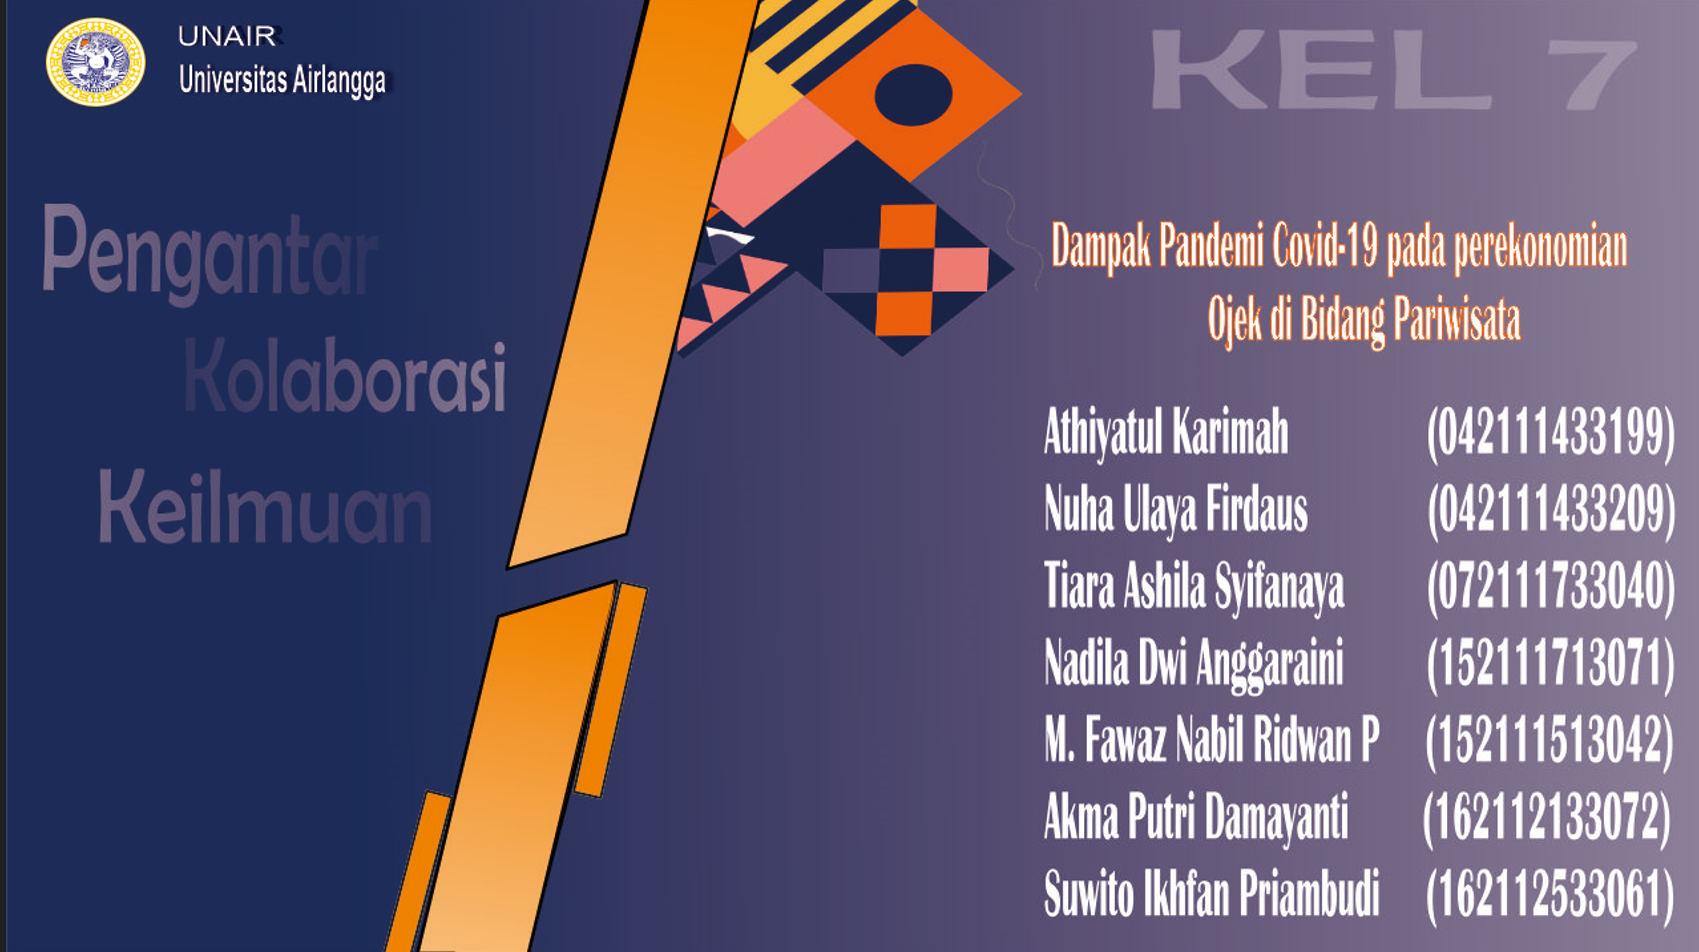 UNAIR
Universitas Airlangga
Pengantar
Kolaborasi
Keilmuan
KEL 7
Dampak Pandemi Covid-19 pada perekonomian
Ojek di Bidang Pariwisata
Athiyatul Karimah (042111433199)
Nuha Ulaya Firdaus (042111433209)
Tiara Ashila Syifanaya (072111733040)
Nadila Dwi Anggaraini (152111713071)
M. Fawaz Nabil Ridwan P (152111513042)
Akma Putri Damayanti (162112133072)
Suwito Ikhfan Priambudi (162112533061)